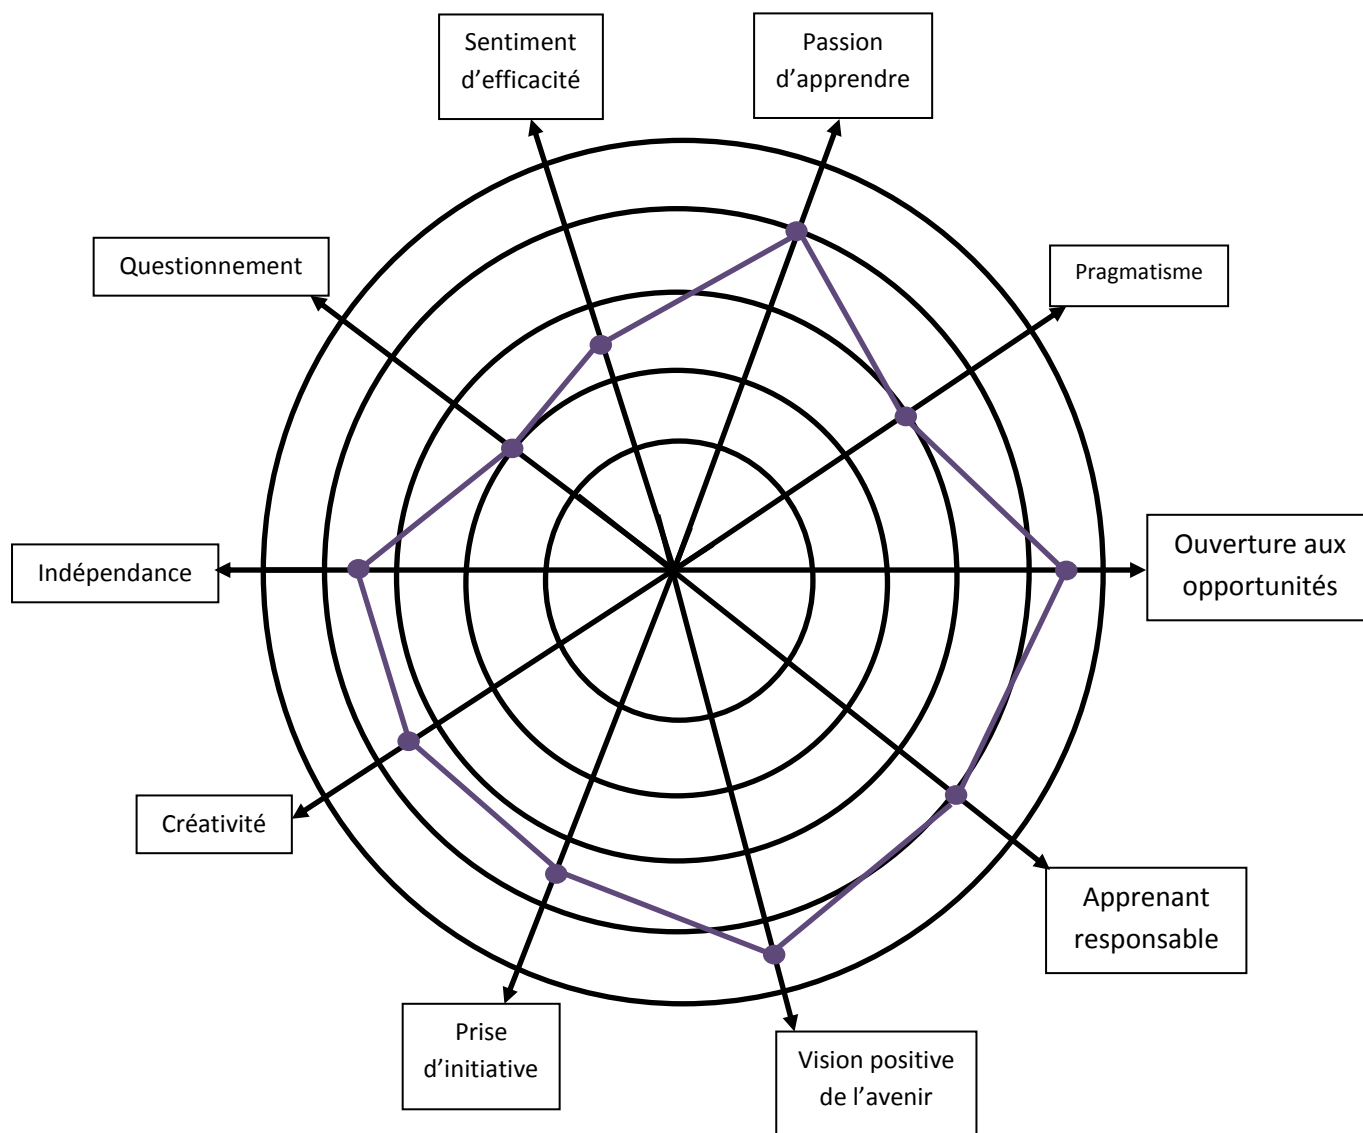 Sentiment
d’efficacité
Passion
d’apprendre
Questionnement
Pragmatisme
Indépendance
Ouverture aux
opportunités
Créativité
Apprenant
responsable
Prise
d’initiative
Vision positive
de l’avenir